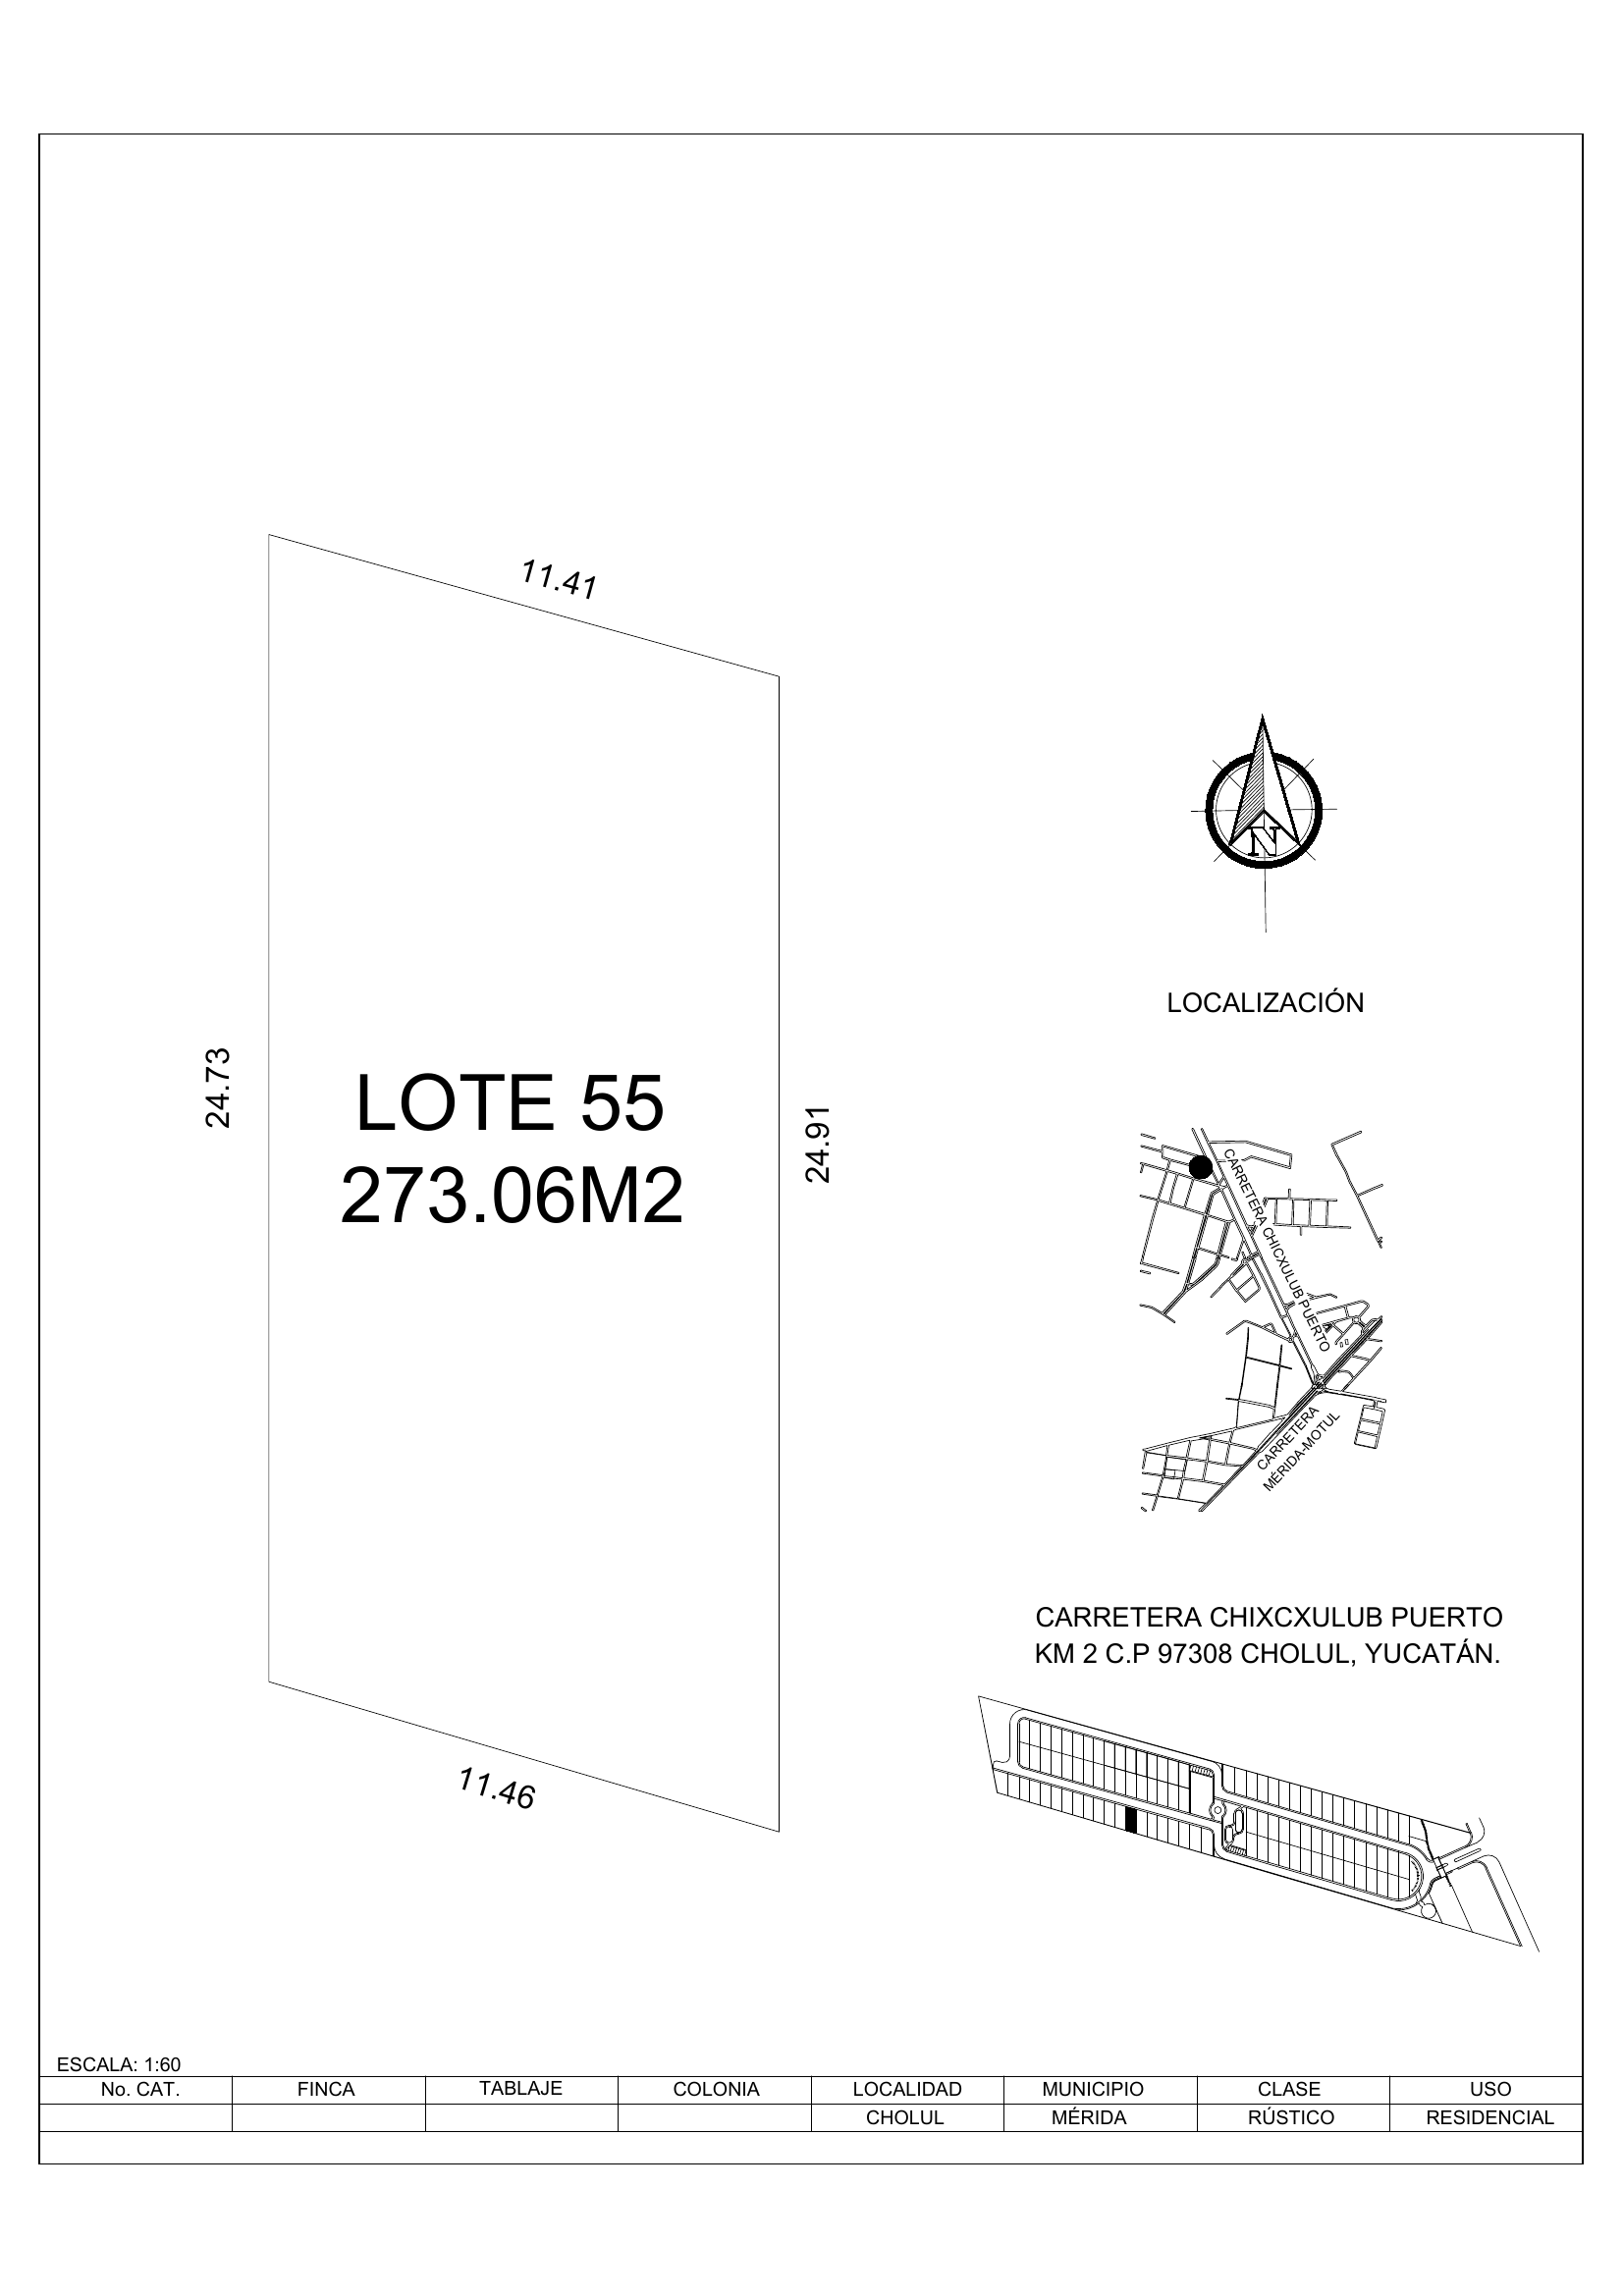 11.41
24.73
LOTE 55
273.06M2
24.91
11.46
N
LOCALIZACIÓN
CARRETERA CHICXULUB PUERTO
CARRETERA
MÉRIDA-MOTUL
CARRETERA CHIXCXULUB PUERTO
KM 2 C.P 97308 CHOLUL, YUCATÁN.
ESCALA: 1:60
No. CAT. FINCA TABLAJE COLONIA LOCALIDAD MUNICIPIO CLASE USO
CHOLUL MÉRIDA RÚSTICO RESIDENCIAL